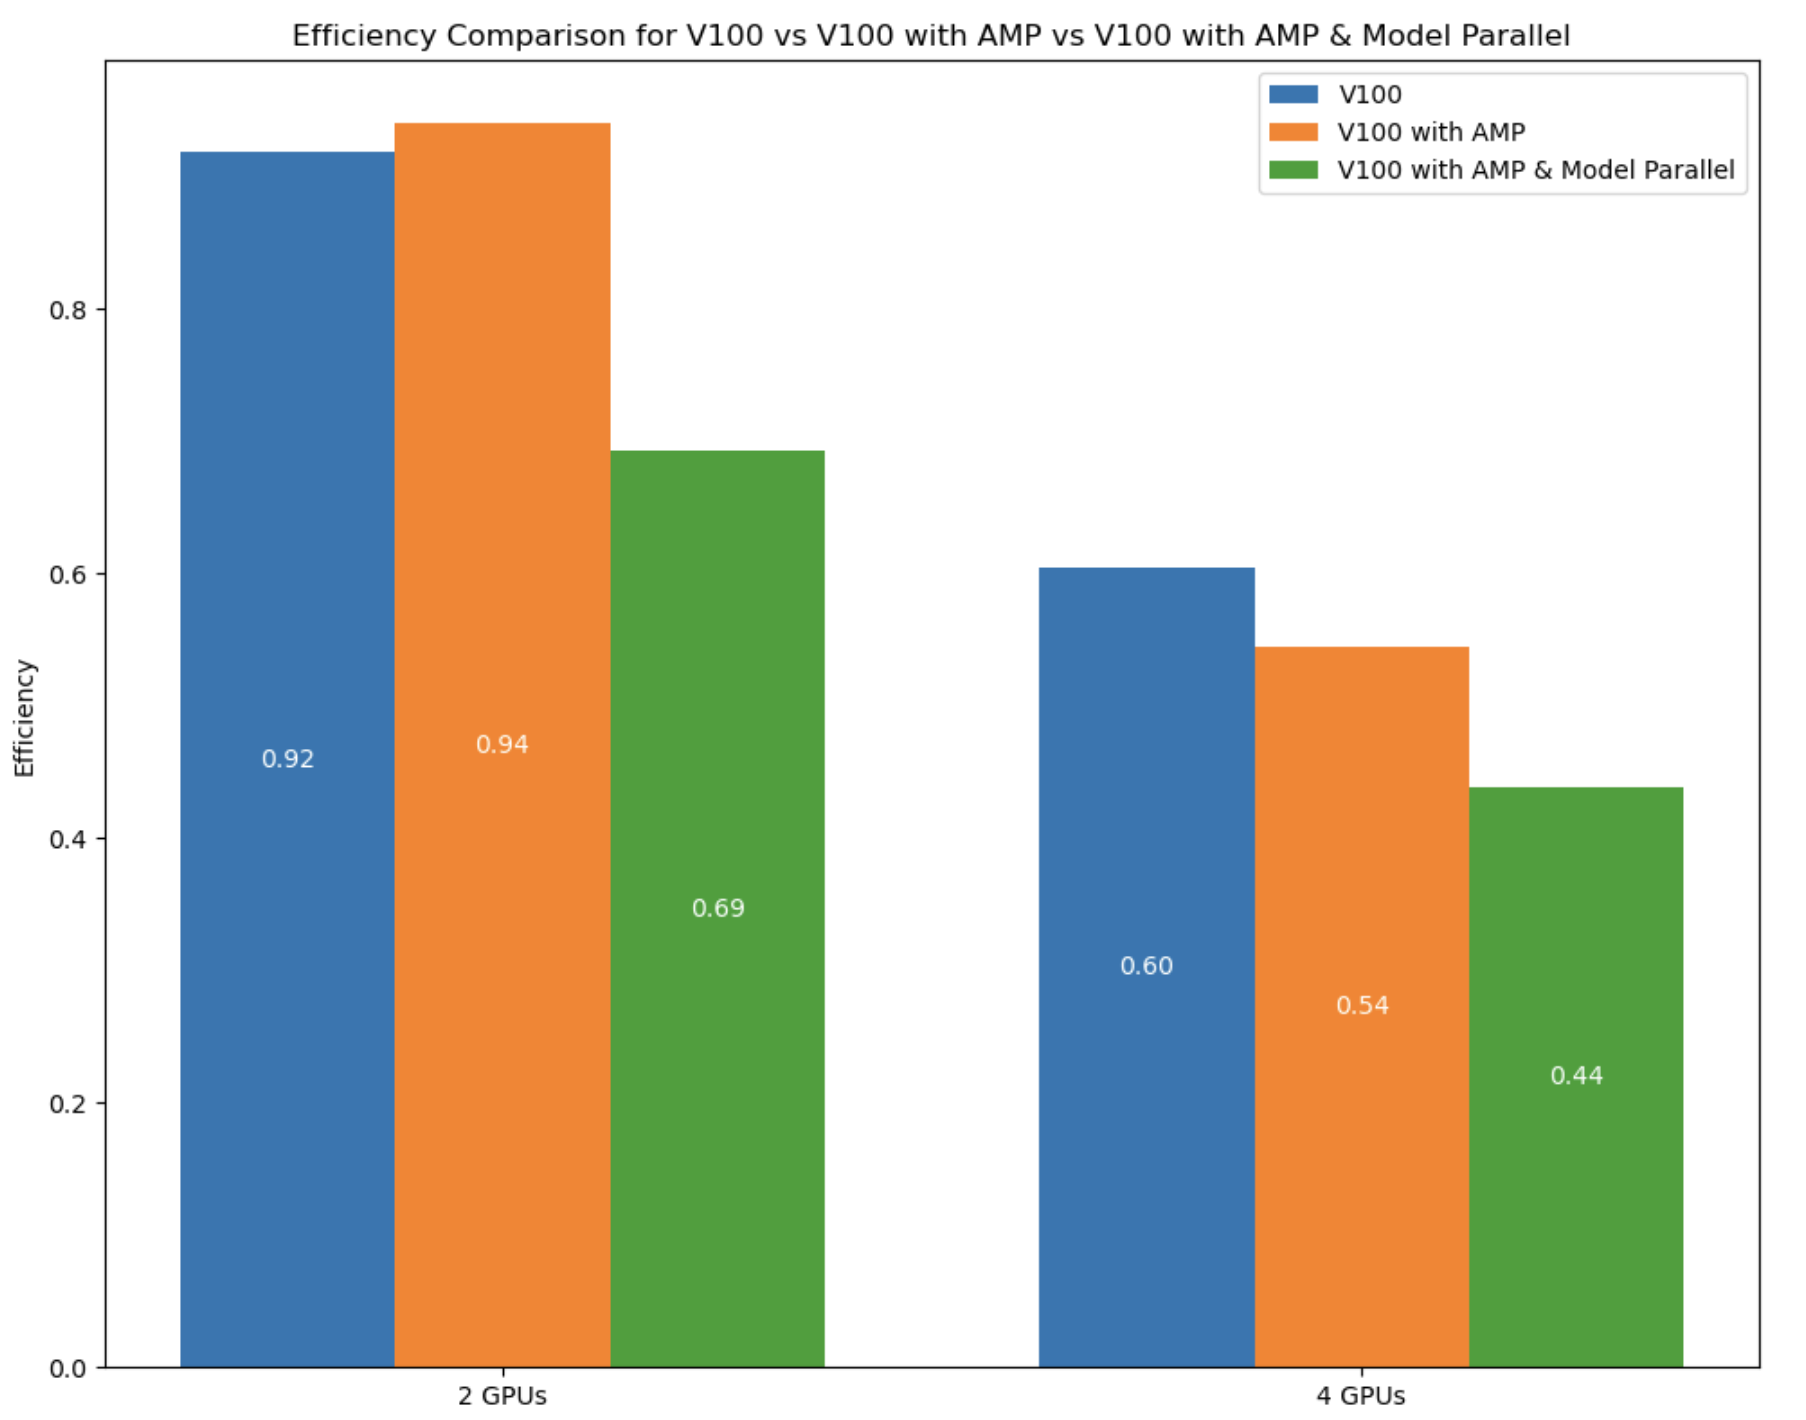 Efficiency Comparison for V100 vs V100 with AMP vs V100 with AMP & Model Parallel
V100
V100 with AMP
V100 with AMP & Model Parallel
Efficiency
0.8
0.6
0.4
0.2
0.0
0.92
0.94
0.69
0.60
0.54
0.44
2 GPUs
4 GPUs